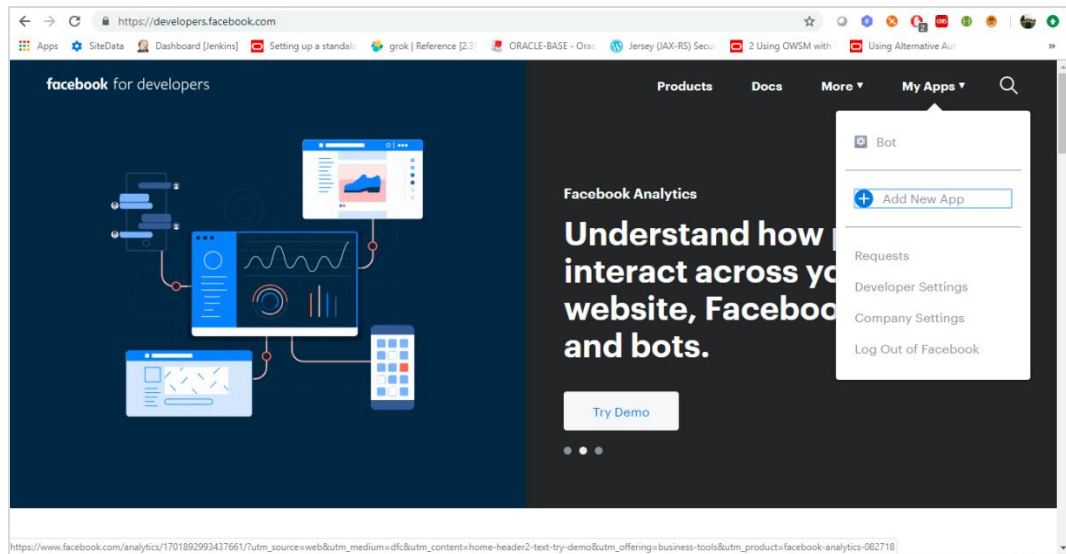 https://developers.facebook.com
Apps SiteData Dashboard [Jenkins] Setting up a standalo grok | Reference [2.3] ORACLE-BASE - Orac Jersey (JAX-RS) Secur 2 Using OWSM with Using Alternative Aut »
facebook for developers
Products Docs More ▾ My Apps ▾
Bot
Add New App
Requests
Developer Settings
Company Settings
Log Out of Facebook
Facebook Analytics
Understand how
interact across yo
website, Faceboo
and bots.
Try Demo
https://www.facebook.com/analytics/1701892993437661/?utm_source=web&utm_medium=dfc&utm_content=home-header2-text-try-demo&utm_offering=business-tools&utm_product=facebook-analytics-082718